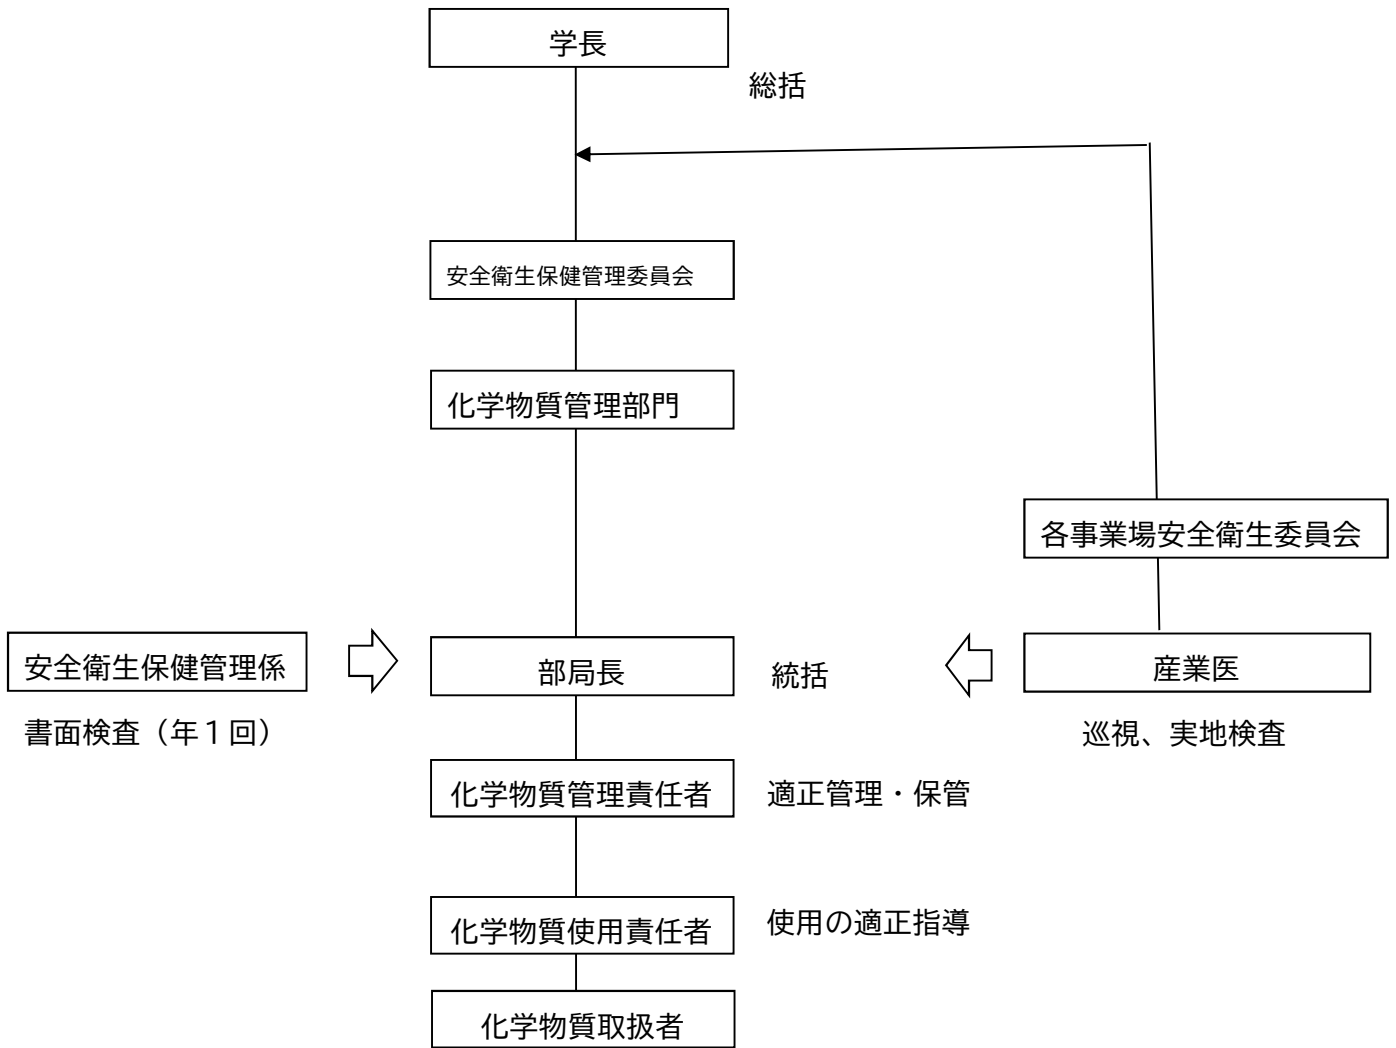 学長
総括
安全衛生保健管理委員会
化学物質管理部門
各事業場安全衛生委員会
安全衛生保健管理係
部局長
統括
産業医
書面検査（年１回）
巡視、実地検査
化学物質管理責任者
適正管理・保管
化学物質使用責任者
使用の適正指導
化学物質取扱者